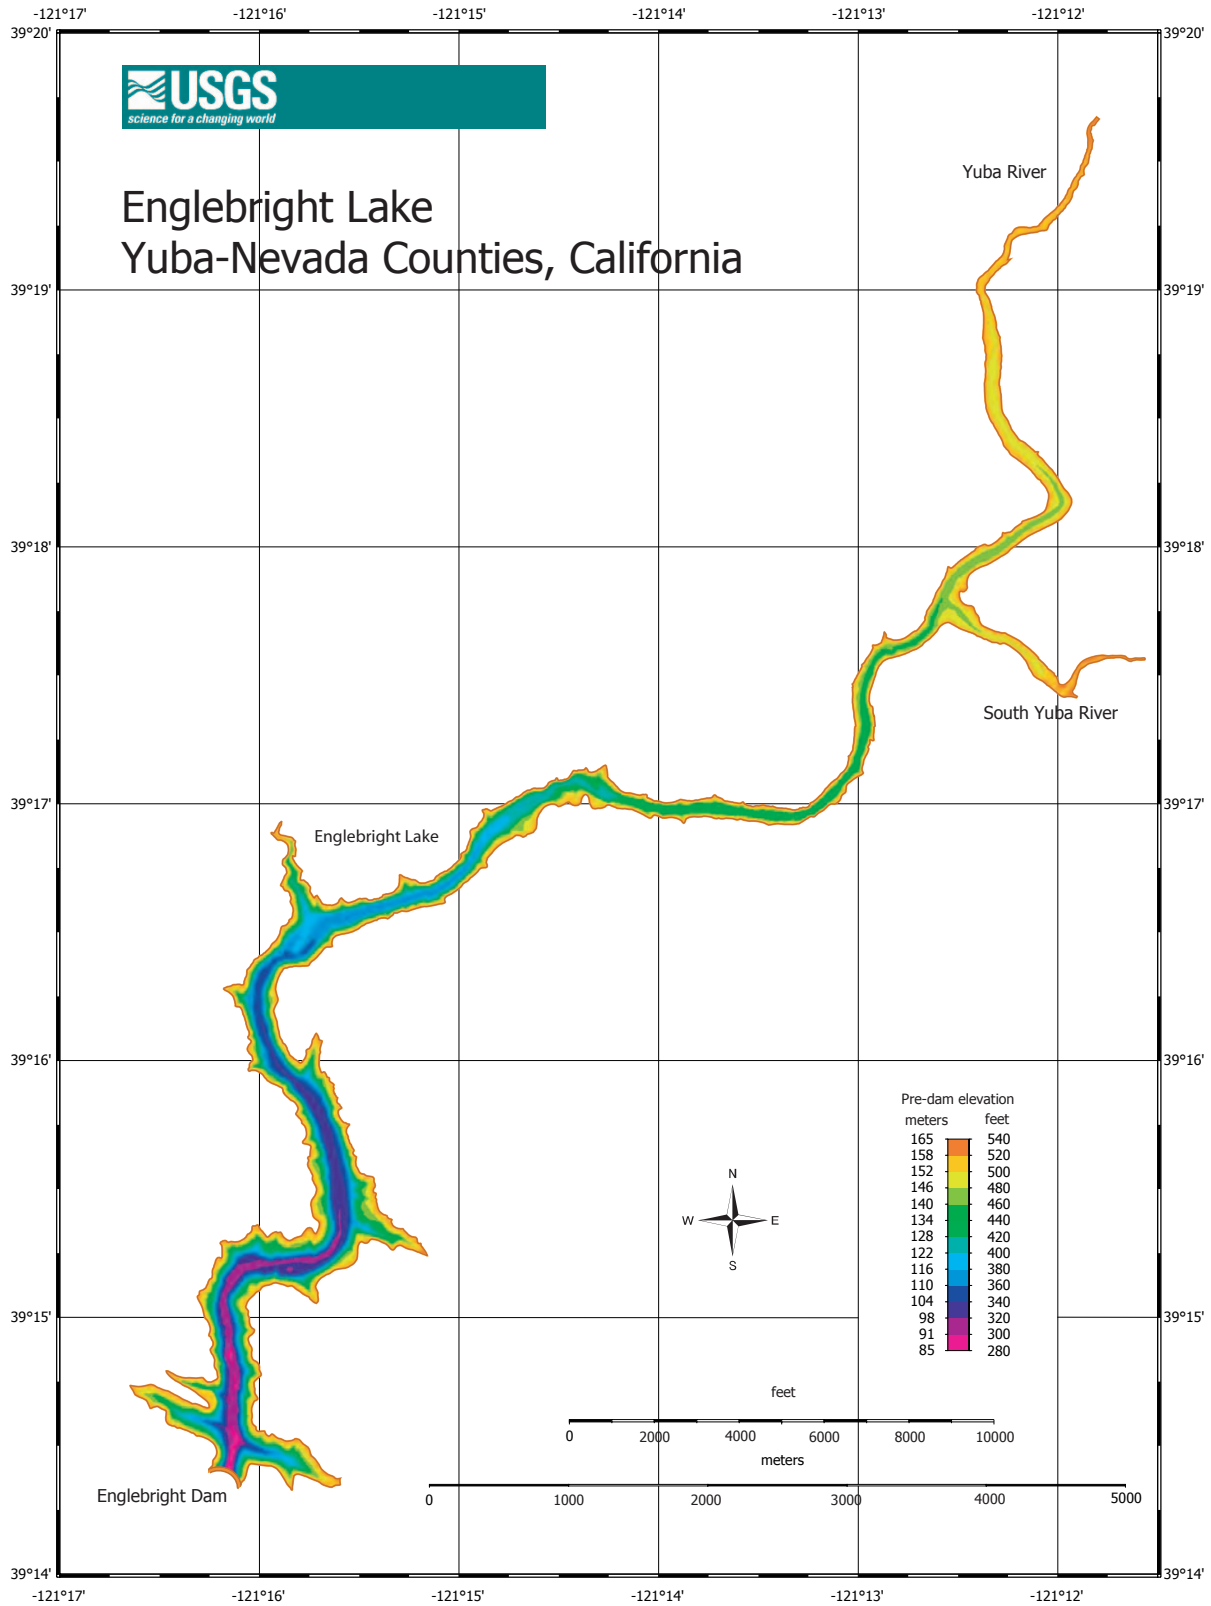 -121°17' -121°16' -121°15' -121°14' -121°13' -121°12'
39°20' 39°20'
USGS
science for a changing world
Yuba River
Englebright Lake
Yuba-Nevada Counties, California
39°19' 39°19'
39°18' 39°18'
South Yuba River
39°17' 39°17'
Englebright Lake
39°16' 39°16'
Pre-dam elevation
meters feet
165 540
158 520
152 500
146 480
140 460
134 440
128 420
122 400
116 380
110 360
104 340
98 320
91 300
85 280
N
W E
S
39°15' 39°15'
feet
0 2000 4000 6000 8000 10000
meters
0 1000 2000 3000 4000 5000
Englebright Dam
39°14' 39°14'
-121°17' -121°16' -121°15' -121°14' -121°13' -121°12'